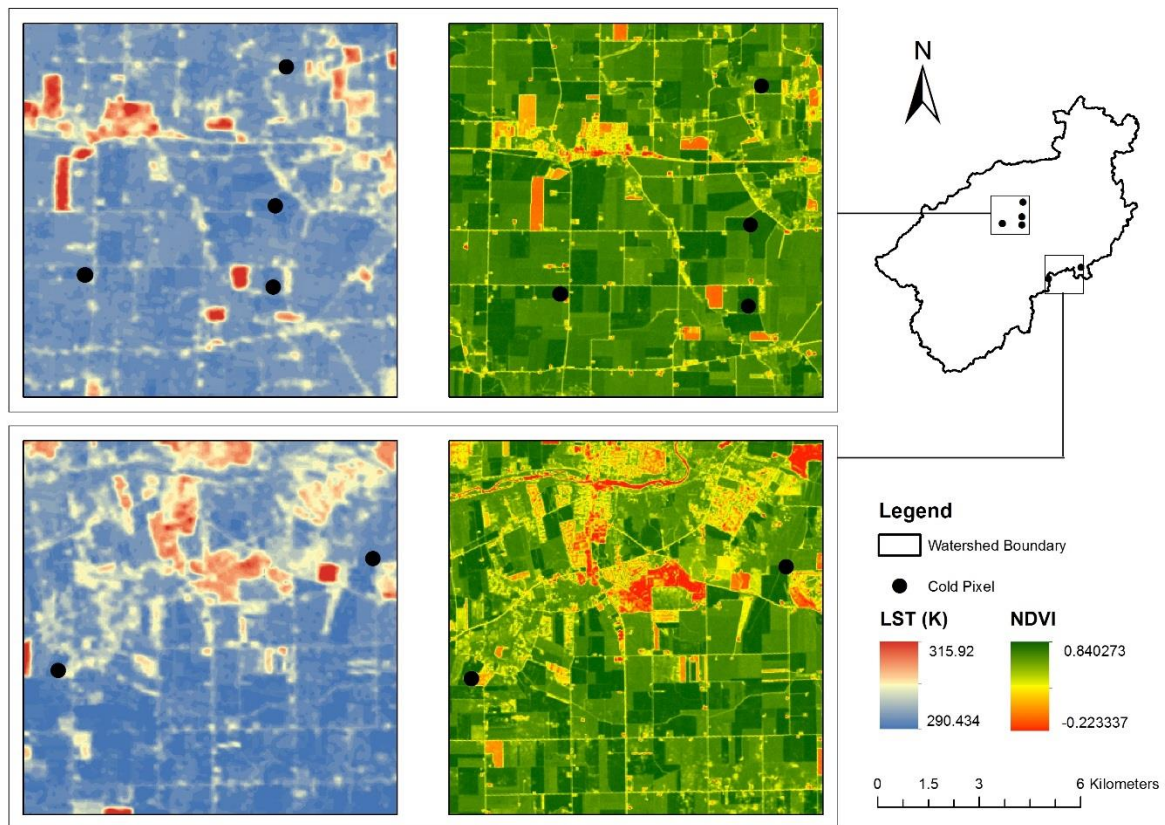 N
Legend
Watershed Boundary
Cold Pixel
LST (K) NDVI
315.92 0.840273
290.434 -0.223337
0 1.5 3 6 Kilometers